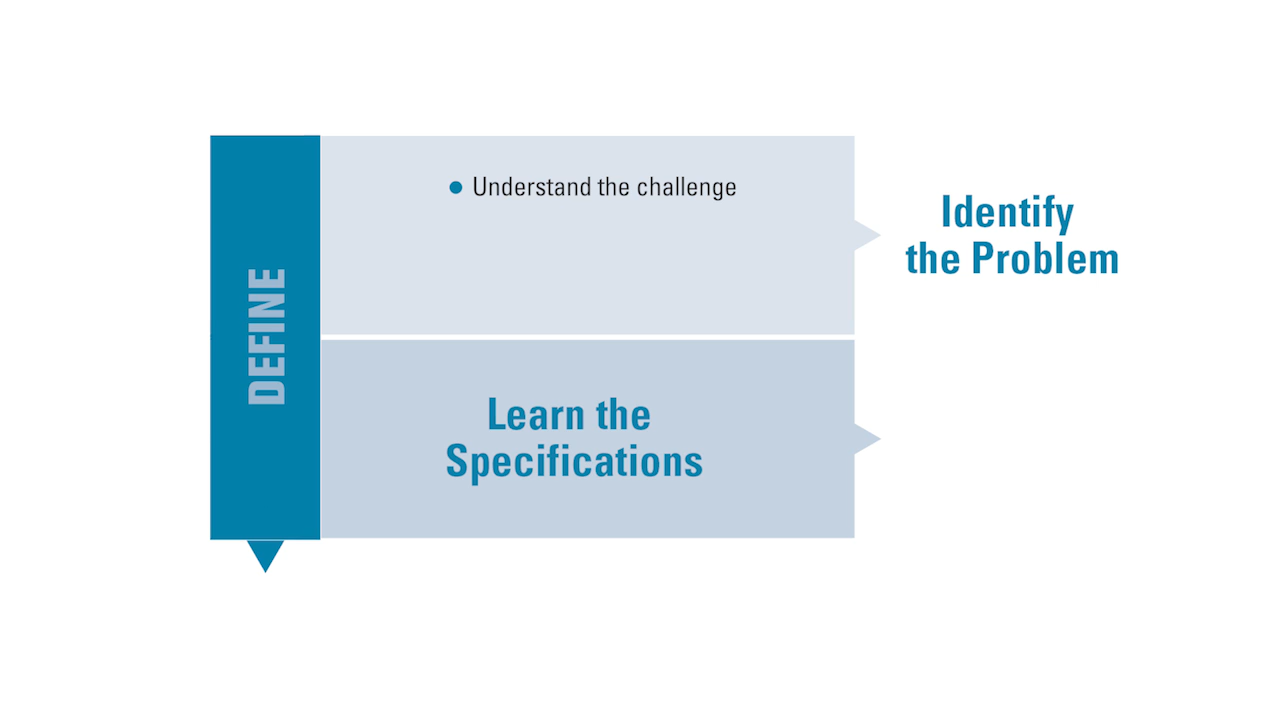 DEFINE
Understand the challenge
Identify
the Problem
Learn the
Specifications